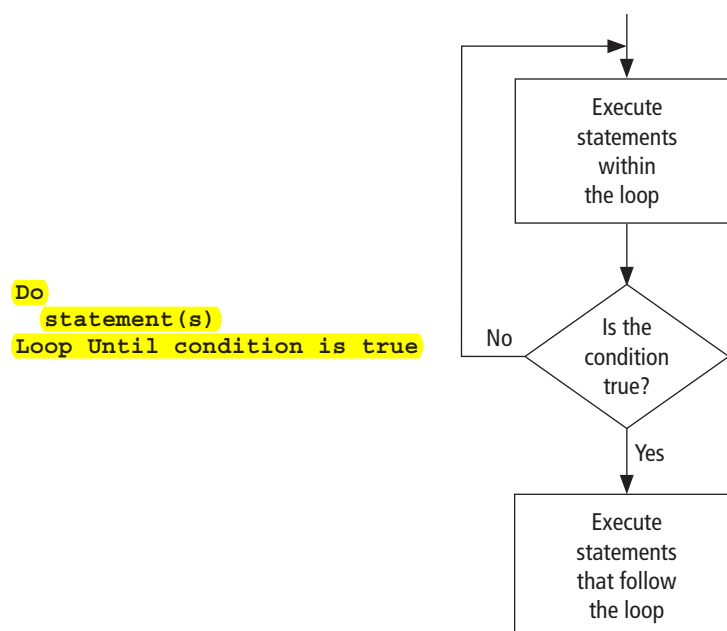 Do
statement(s)
Loop Until condition is true
Execute
statements
within
the loop
Is the
condition
true?
No
Yes
Execute
statements
that follow
the loop